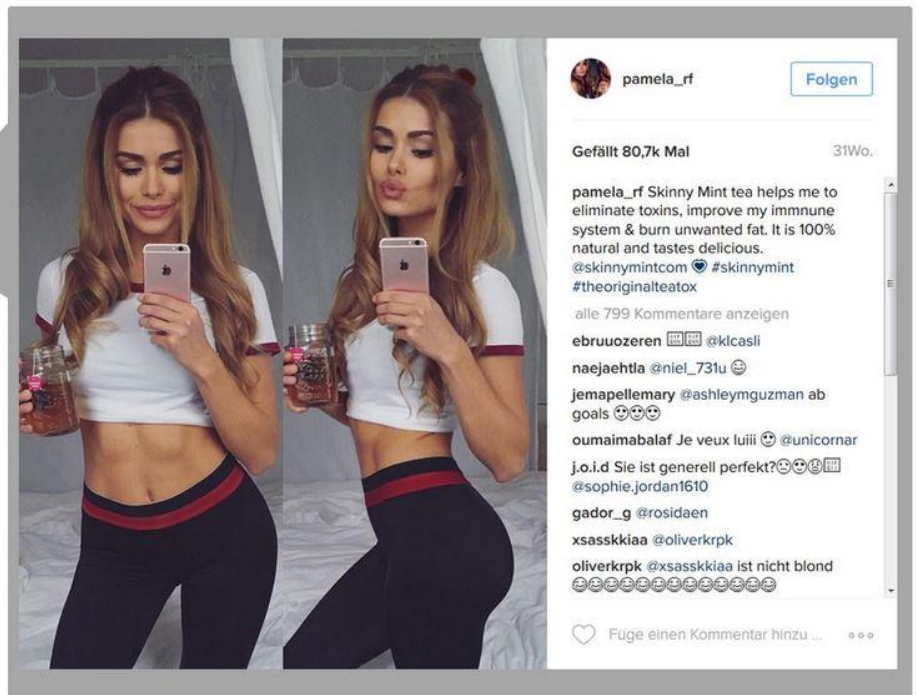 pamela_rf
Folgen
Gefällt 80,7k Mal
31Wo.
pamela_rf Skinny Mint tea helps me to
eliminate toxins, improve my immnune
system & burn unwanted fat. It is 100%
natural and tastes delicious.
@skinnymintcom 💙 #skinnymint
#theoriginalteatox
alle 799 Kommentare anzeigen
ebruuozeren @klcasli
naejaehtla @niel_731u 😊
jemapellemary @ashleymguzman ab
goals 😍😍😍
oumaimabalaf Je veux luiii 😍 @unicornar
j.o.i.d Sie ist generell perfekt?
@sophie.jordan1610
gador_g @rosidaen
xsasskkiaa @oliverkrpk
oliverkrpk @xsasskkiaa ist nicht blond
😂😂😂😂😂😂😂😂😂😂😂😂😂
Füge einen Kommentar hinzu ...